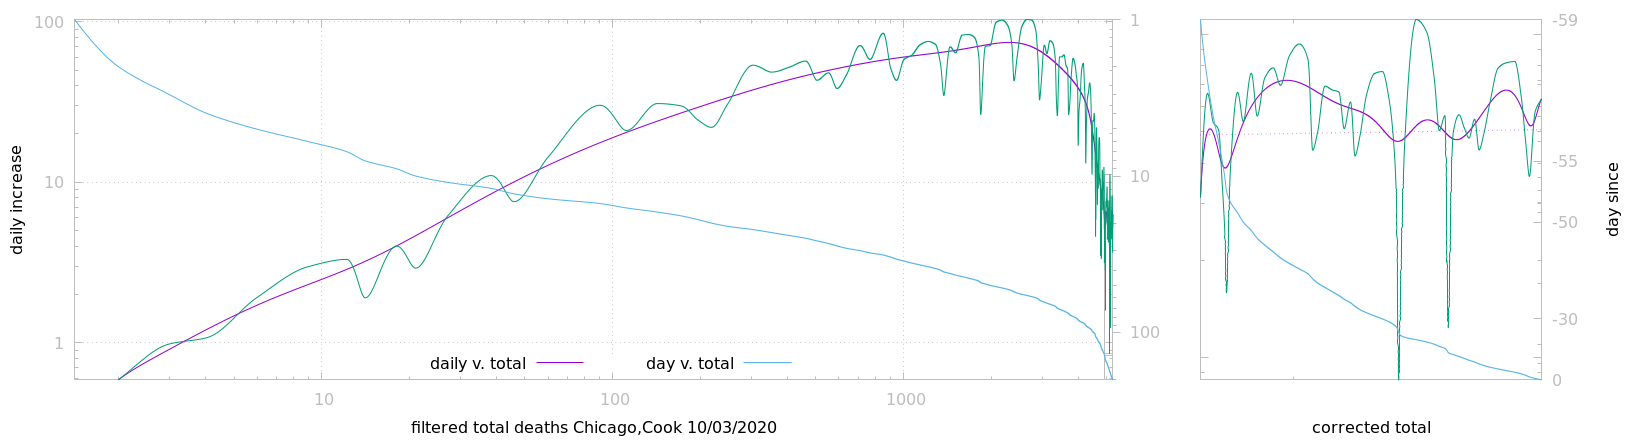 100
10
1
daily increase
daily v. total
day v. total
10
100
1000
filtered total deaths Chicago,Cook 10/03/2020
1
10
100
-59
-55
-50
-30
0
day since
corrected total